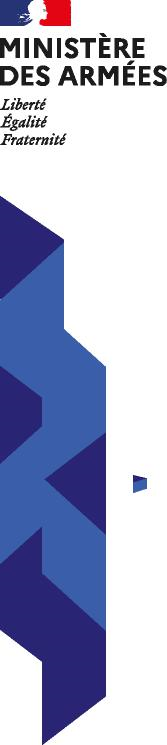 MINISTÈRE
DES ARMÉES
Liberté
Égalité
Fraternité